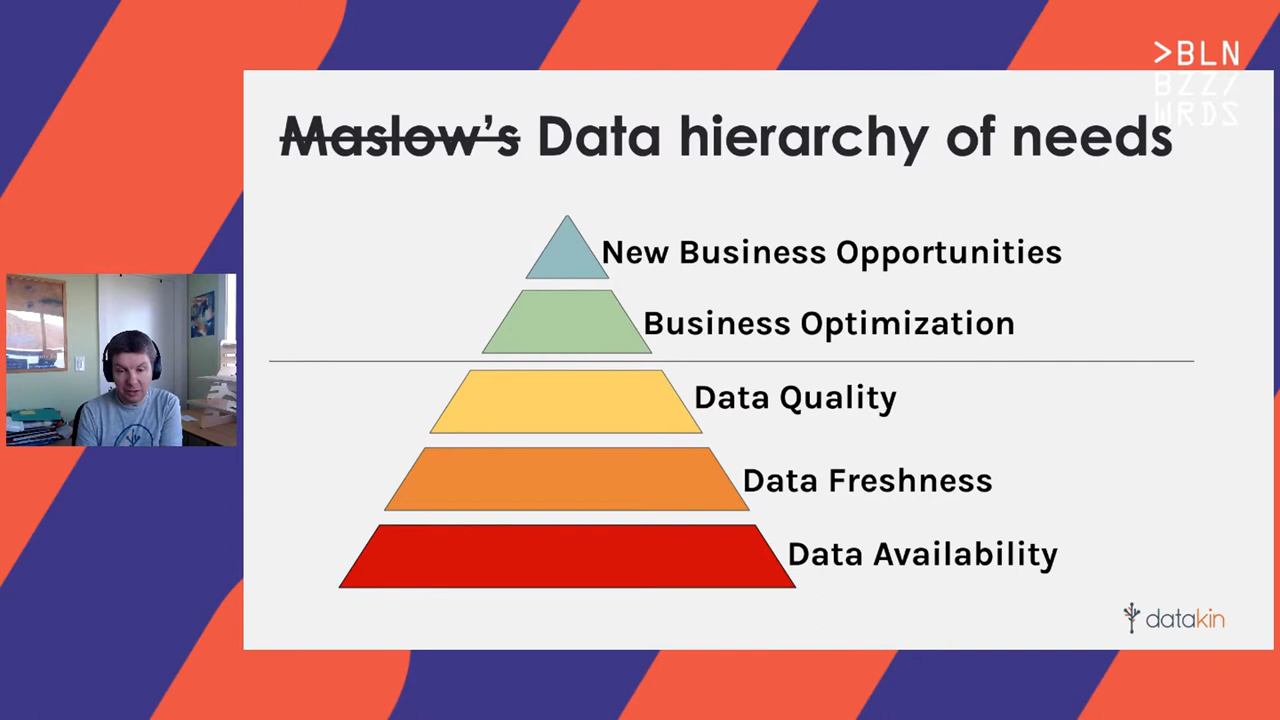 >BLN
BZZ/
WRDS
Maslow's Data hierarchy of needs
New Business Opportunities
Business Optimization
Data Quality
Data Freshness
Data Availability
datakin